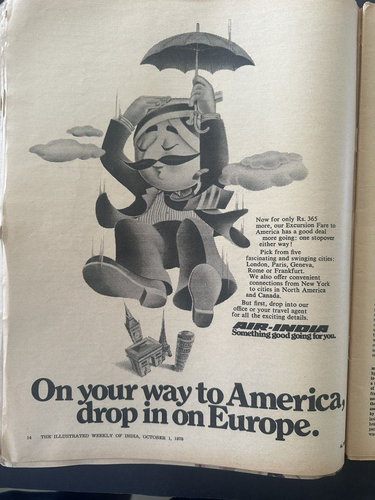 Now for only Rs. 365
more, our Excursion Fare to
America has a good deal
more going: one stopover
either way!
Pick from five
fascinating and swinging cities:
London, Paris, Geneva,
Rome or Frankfurt.
We also offer convenient
connections from New York
to cities in North America
and Canada.
But first, drop into our
office or your travel agent
for all the exciting details.
AIR-INDIA
Something good going for you.
On your way to America,
drop in on Europe.
14 THE ILLUSTRATED WEEKLY OF INDIA, OCTOBER 1, 1978